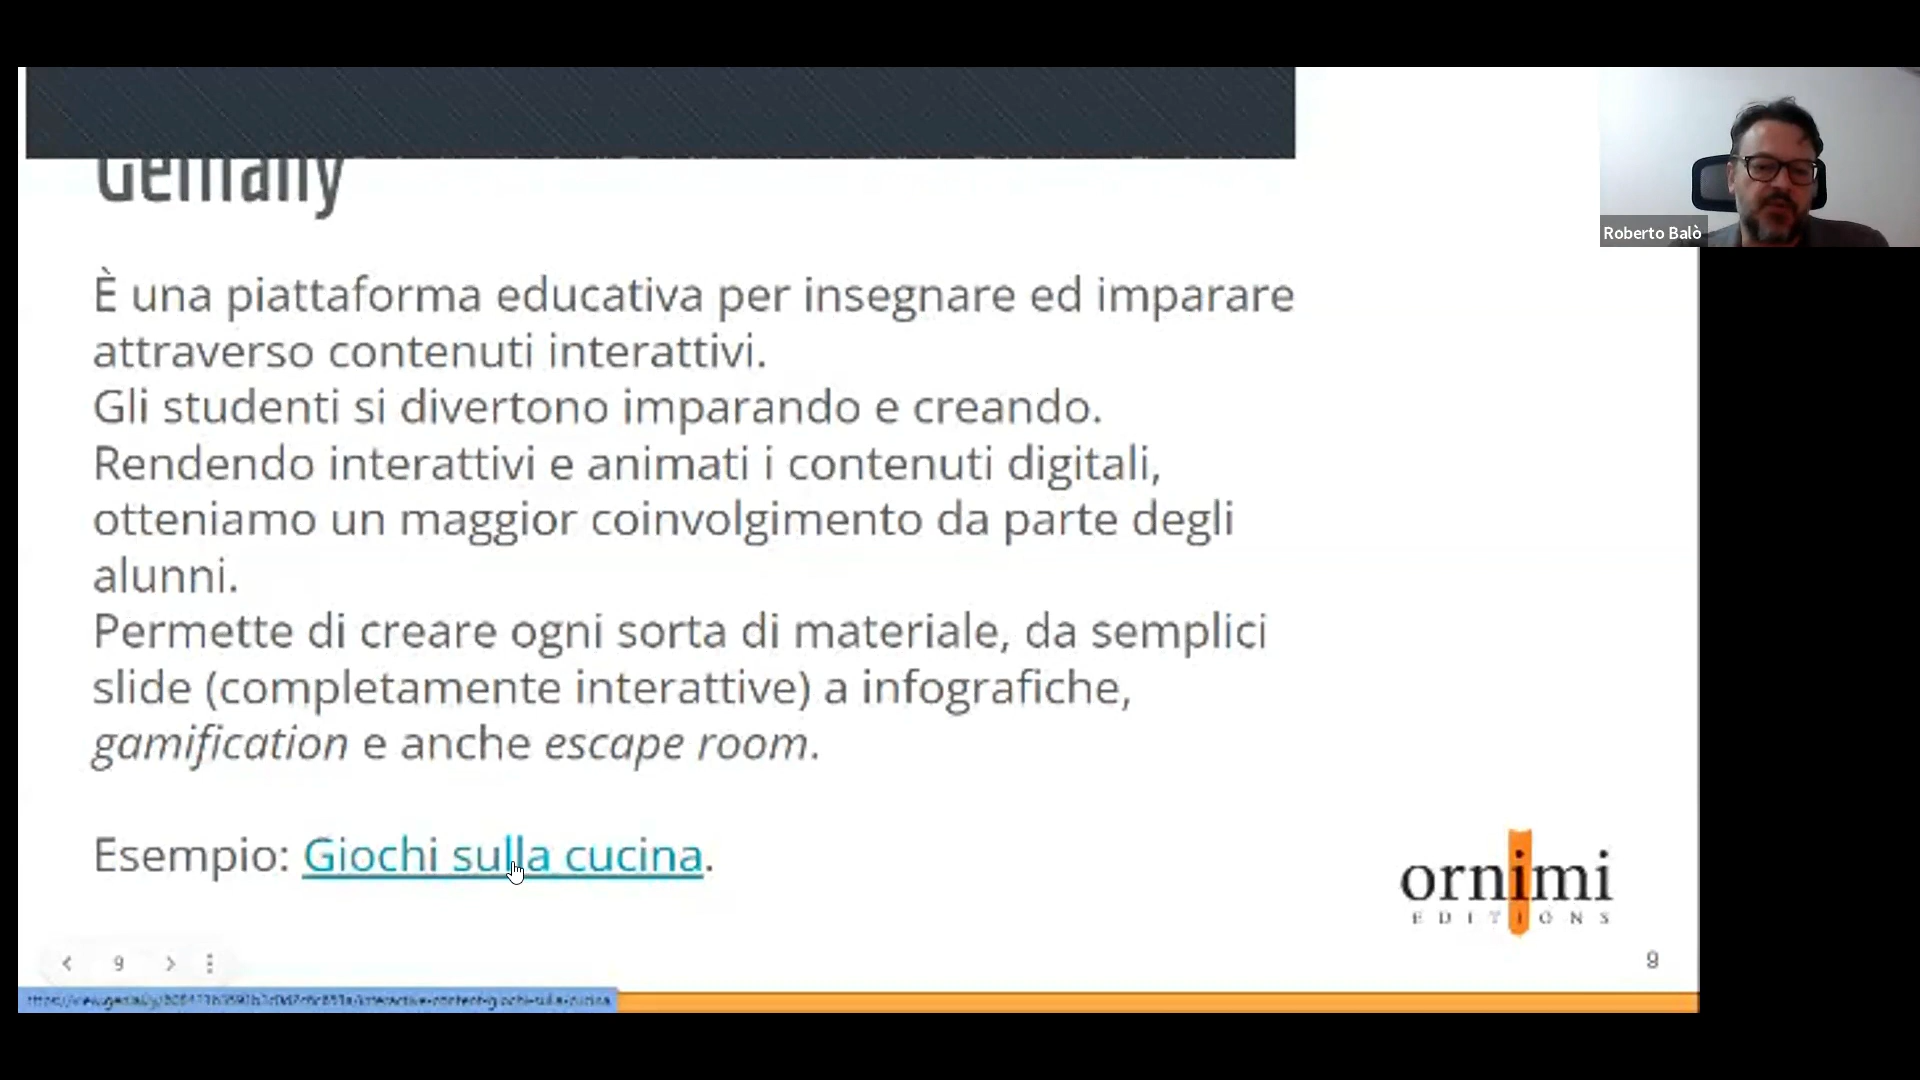 Genially
Roberto Balò
È una piattaforma educativa per insegnare ed imparare
attraverso contenuti interattivi.
Gli studenti si divertono imparando e creando.
Rendendo interattivi e animati i contenuti digitali,
otteniamo un maggior coinvolgimento da parte degli
alunni.
Permette di creare ogni sorta di materiale, da semplici
slide (completamente interattive) a infografiche,
gamification e anche escape room.
Esempio: Giochi sulla cucina.
ornimi
EDITIONS
9
9